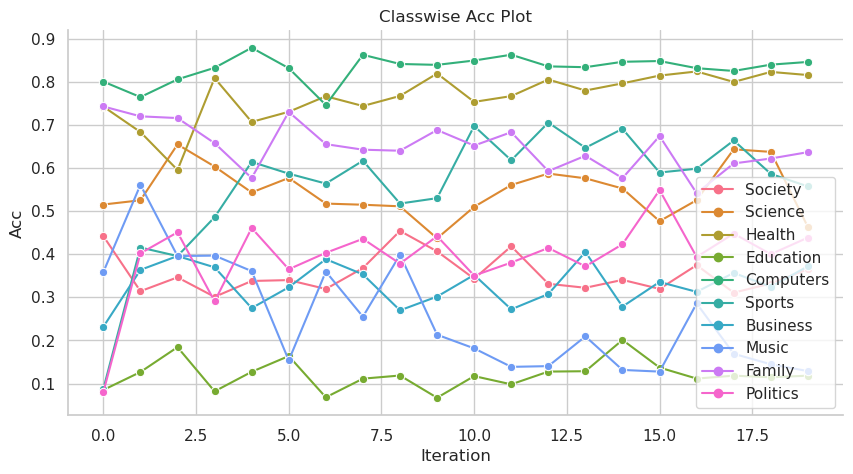 Classwise Acc Plot
Acc
0.9
0.8
0.7
0.6
0.5
0.4
0.3
0.2
0.1
Society
Science
Health
Education
Computers
Sports
Business
Music
Family
Politics
0.0 2.5 5.0 7.5 10.0 12.5 15.0 17.5
Iteration